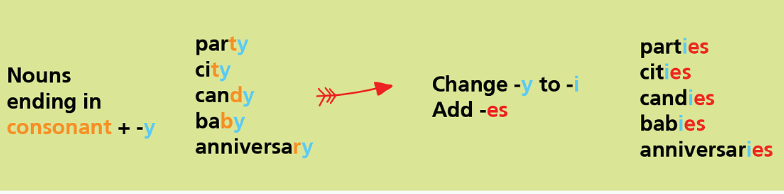 Nouns
ending in
consonant + -y
party
city
candy
baby
anniversary
Change -y to -i
Add -es
parties
cities
candies
babies
anniversaries